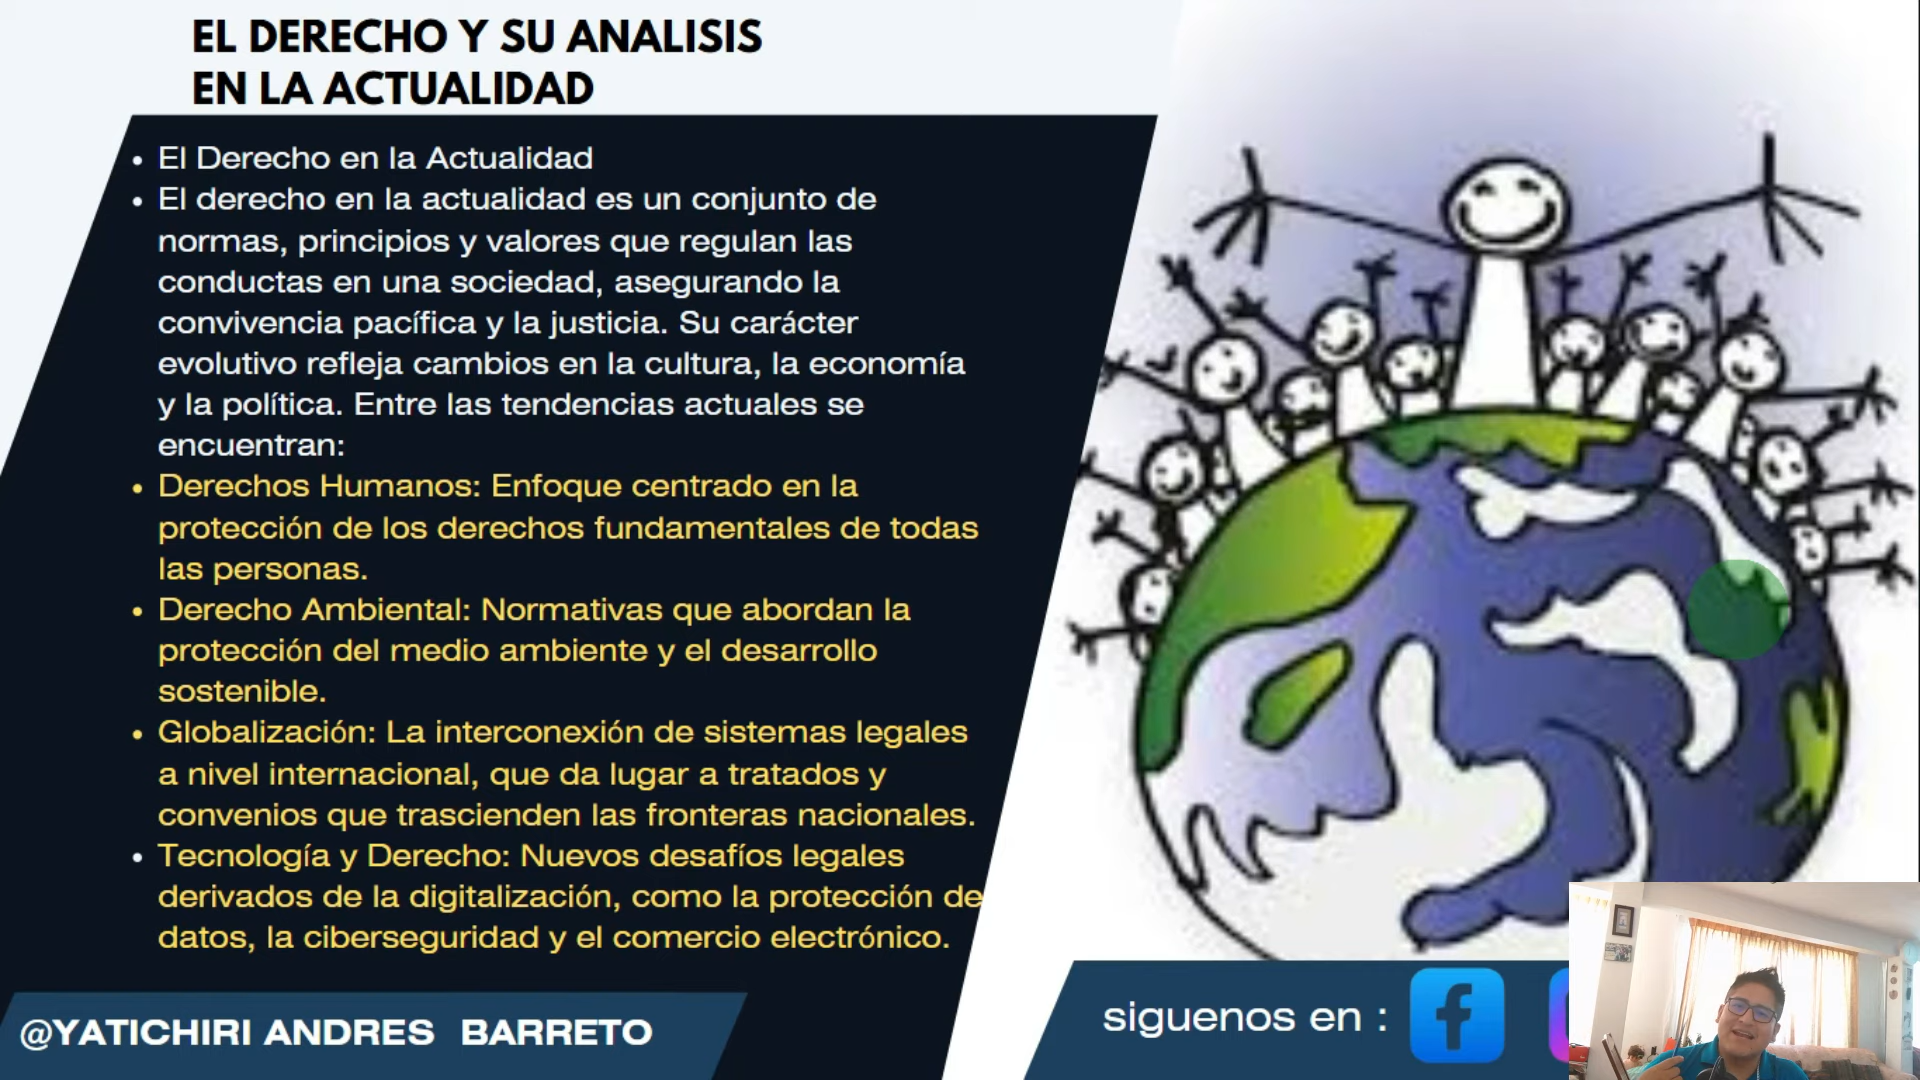 EL DERECHO Y SU ANALISIS
EN LA ACTUALIDAD
• El Derecho en la Actualidad
• El derecho en la actualidad es un conjunto de
normas, principios y valores que regulan las
conductas en una sociedad, asegurando la
convivencia pacífica y la justicia. Su carácter
evolutivo refleja cambios en la cultura, la economía
y la política. Entre las tendencias actuales se
encuentran:
• Derechos Humanos: Enfoque centrado en la
protección de los derechos fundamentales de todas
las personas.
• Derecho Ambiental: Normativas que abordan la
protección del medio ambiente y el desarrollo
sostenible.
• Globalización: La interconexión de sistemas legales
a nivel internacional, que da lugar a tratados y
convenios que trascienden las fronteras nacionales.
• Tecnología y Derecho: Nuevos desafíos legales
derivados de la digitalización, como la protección de
datos, la ciberseguridad y el comercio electrónico.
@YATICHIRI ANDRES BARRETO
siguenos en :